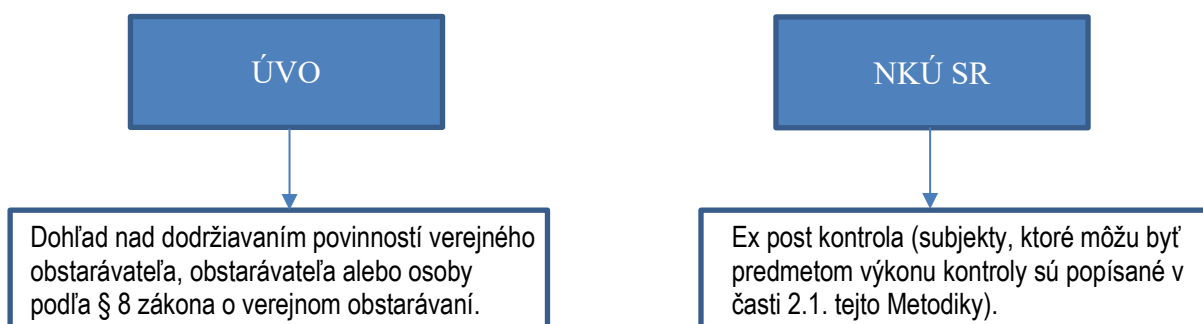 ÚVO
Dohľad nad dodržiavaním povinností verejného
obstarávateľa, obstarávateľa alebo osoby
podľa § 8 zákona o verejnom obstarávaní.
NKÚ SR
Ex post kontrola (subjekty, ktoré môžu byť
predmetom výkonu kontroly sú popísané v
časti 2.1. tejto Metodiky).